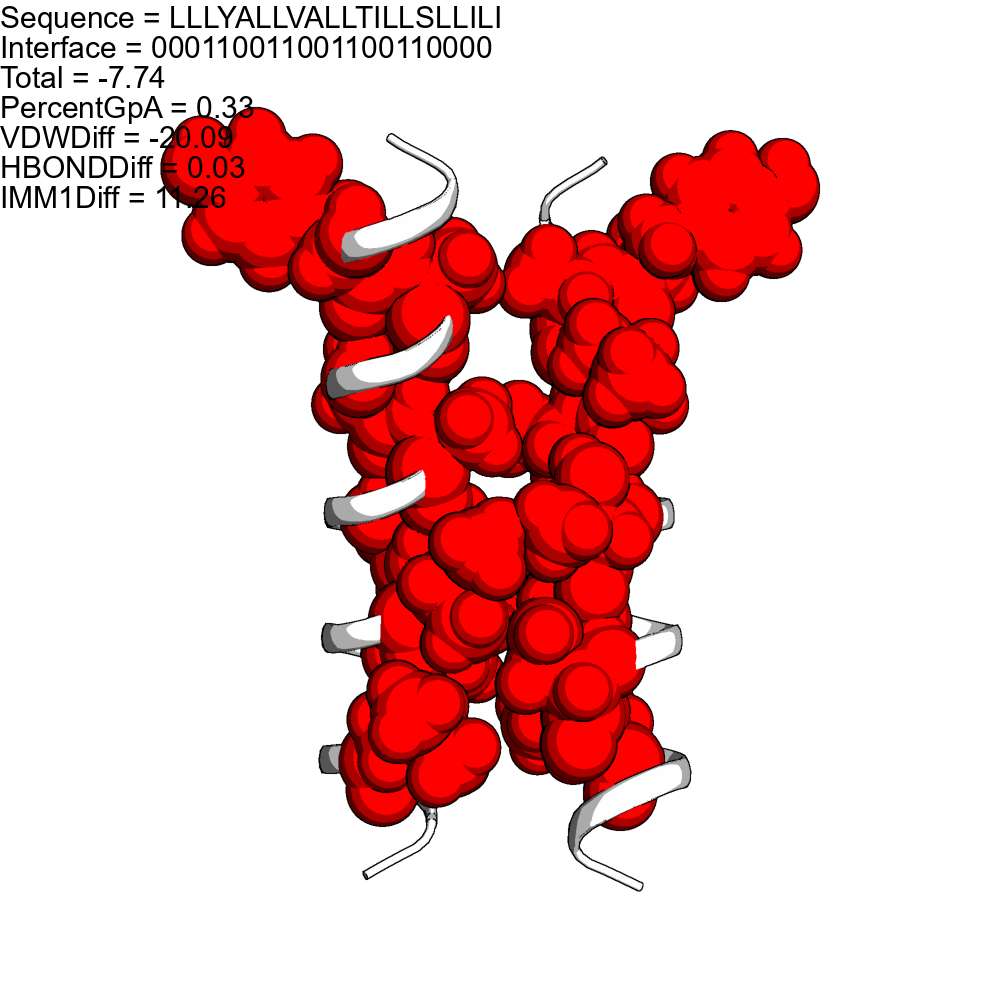 Sequence = LLLYALLVALLTILLSLLILI
Interface = 000110011001100110000
Total = -7.74
PercentGpA = 0.33
VDWDiff = -20.09
HBONDDiff = 0.03
IMM1Diff = 11.26